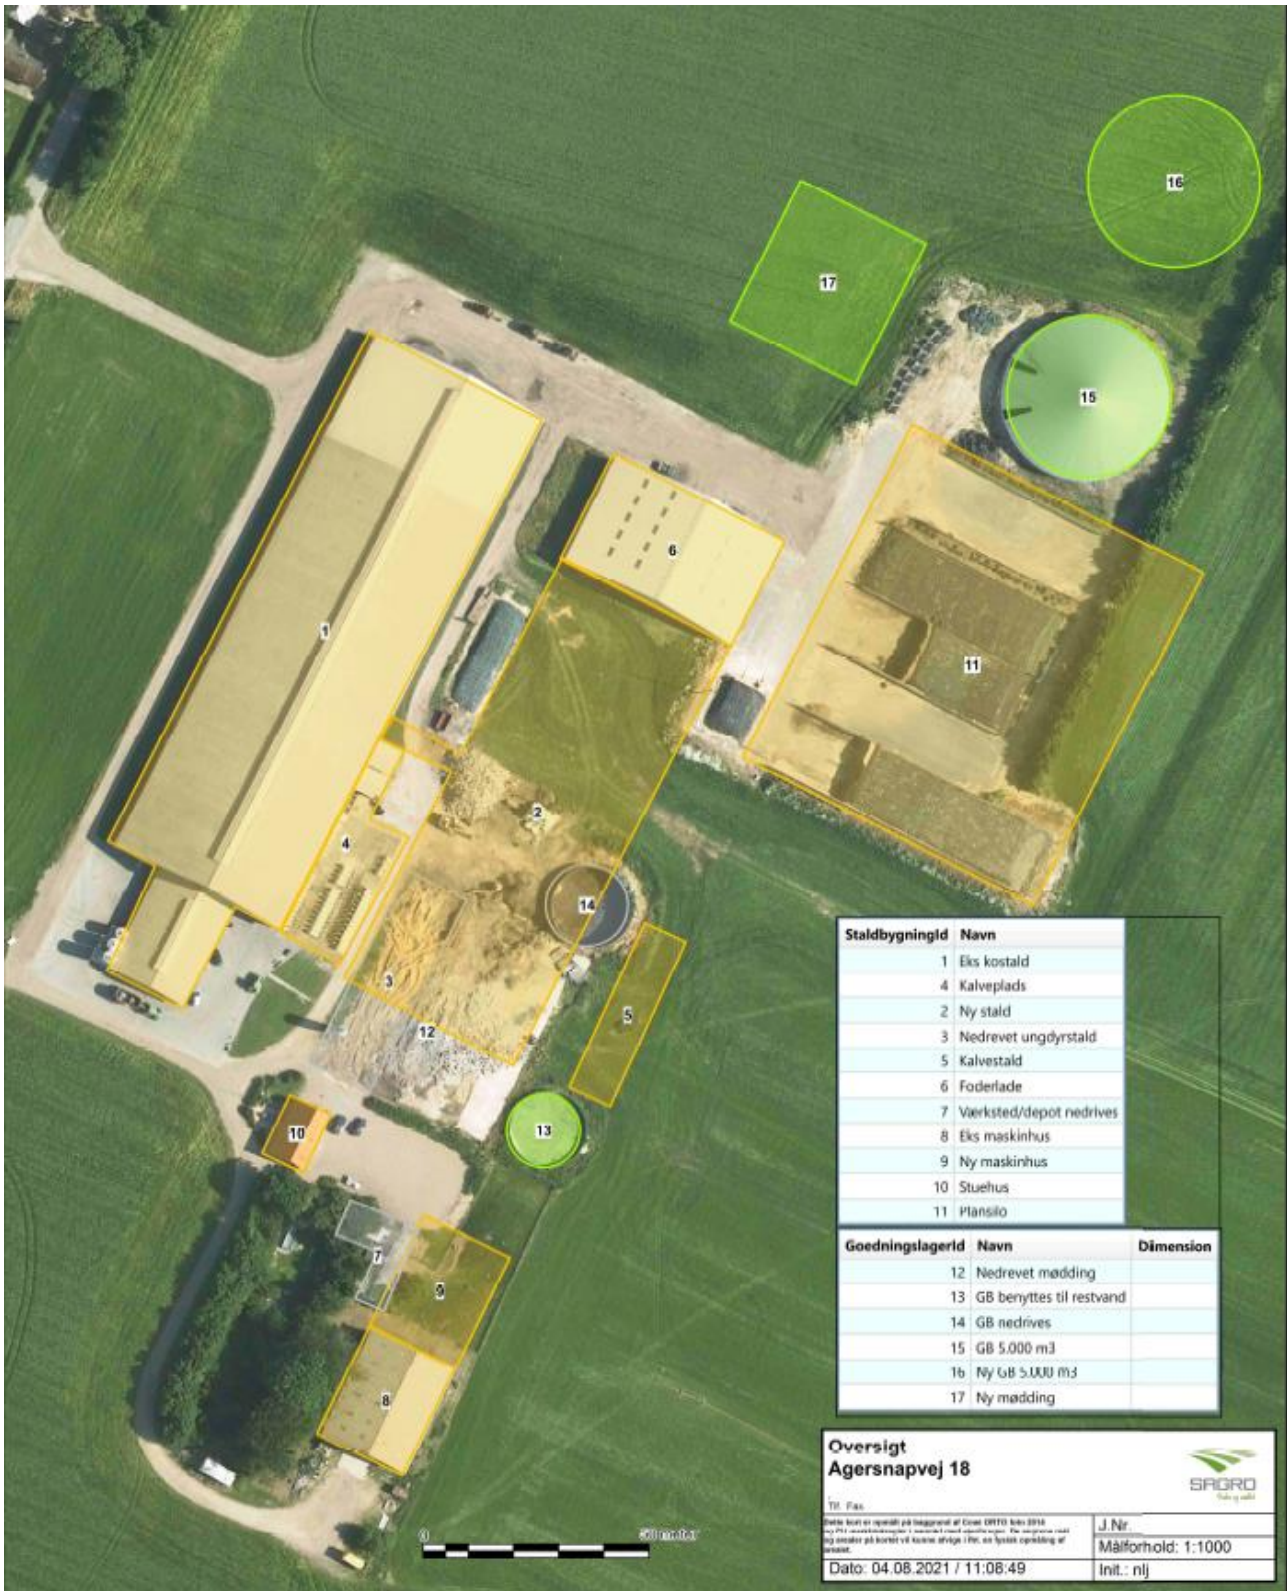 16
17
15
6
1
11
2
4
14
3
5
12
13
10
7
9
8
StaldbygningId Navn
1 Eks kostald
4 Kalveplads
2 Ny stald
3 Nedrevet ungdyrstald
5 Kalvestald
6 Foderlade
7 Værksted/depot nedrives
8 Eks maskinhus
9 Ny maskinhus
10 Stuehus
11 Plansilo
GoedningslagerId Navn Dimension
12 Nedrevet mødding
13 GB benyttes til restvand
14 GB nedrives
15 GB 5.000 m3
16 Ny GB 5.000 m3
17 Ny mødding
Oversigt
Agersnapvej 18
SAGRO
Tlf. Fax.
J.Nr.
Målforhold: 1:1000
Dato: 04.08.2021 / 11:08:49
Init.: nlj
0 50 meter